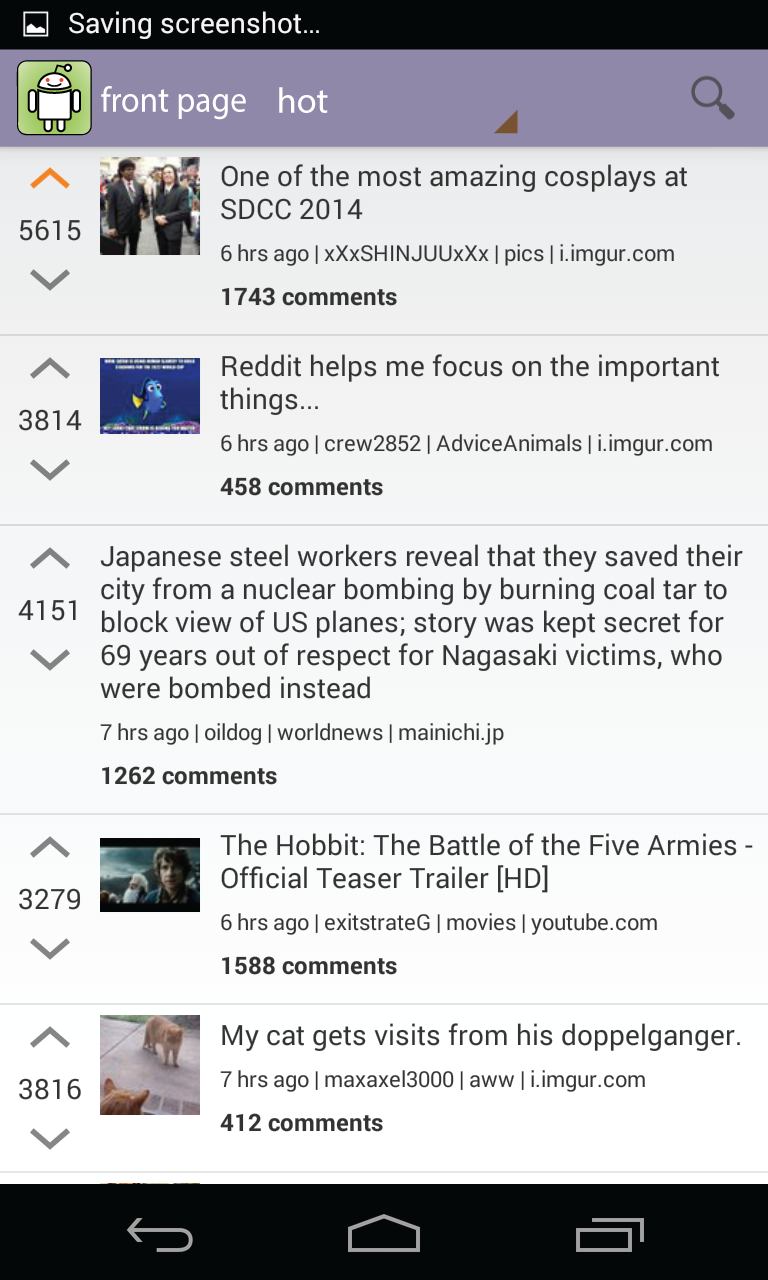 Saving screenshot...
front page hot
One of the most amazing cosplays at
SDCC 2014
5615
6 hrs ago | xXxSHINJUUxXx | pics | i.imgur.com
1743 comments
Reddit helps me focus on the important
things...
3814
6 hrs ago | crew2852 | AdviceAnimals | i.imgur.com
458 comments
Japanese steel workers reveal that they saved their
city from a nuclear bombing by burning coal tar to
4151
block view of US planes; story was kept secret for
69 years out of respect for Nagasaki victims, who
were bombed instead
7 hrs ago | oildog | worldnews | mainichi.jp
1262 comments
The Hobbit: The Battle of the Five Armies -
Official Teaser Trailer [HD]
3279
6 hrs ago | exitstrateG | movies | youtube.com
1588 comments
My cat gets visits from his doppelganger.
3816
7 hrs ago | maxaxel3000 | aww | i.imgur.com
412 comments